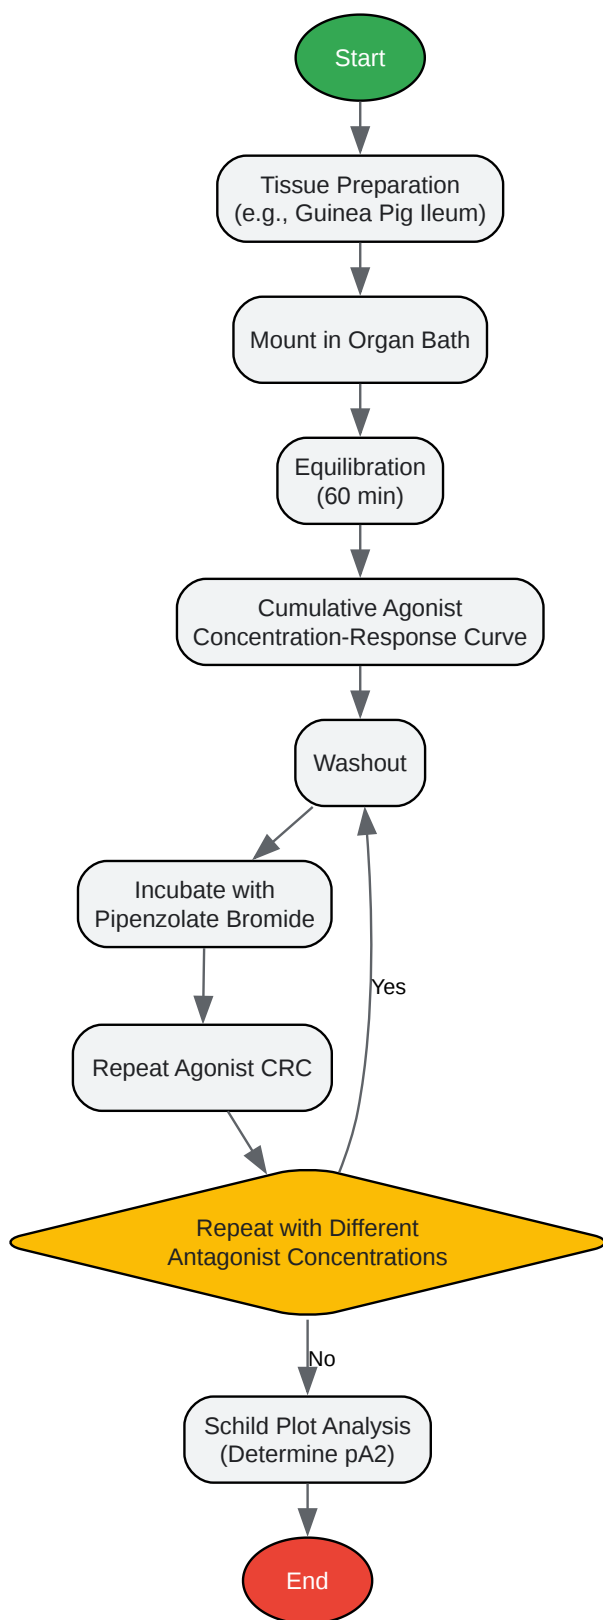 Start
Tissue Preparation
(e.g., Guinea Pig Ileum)
Mount in Organ Bath
Equilibration
(60 min)
Cumulative Agonist
Concentration-Response Curve
Washout
Incubate with
Pipenzolate Bromide
Yes
Repeat Agonist CRC
Repeat with Different
Antagonist Concentrations
No
Schild Plot Analysis
(Determine pA2)
End